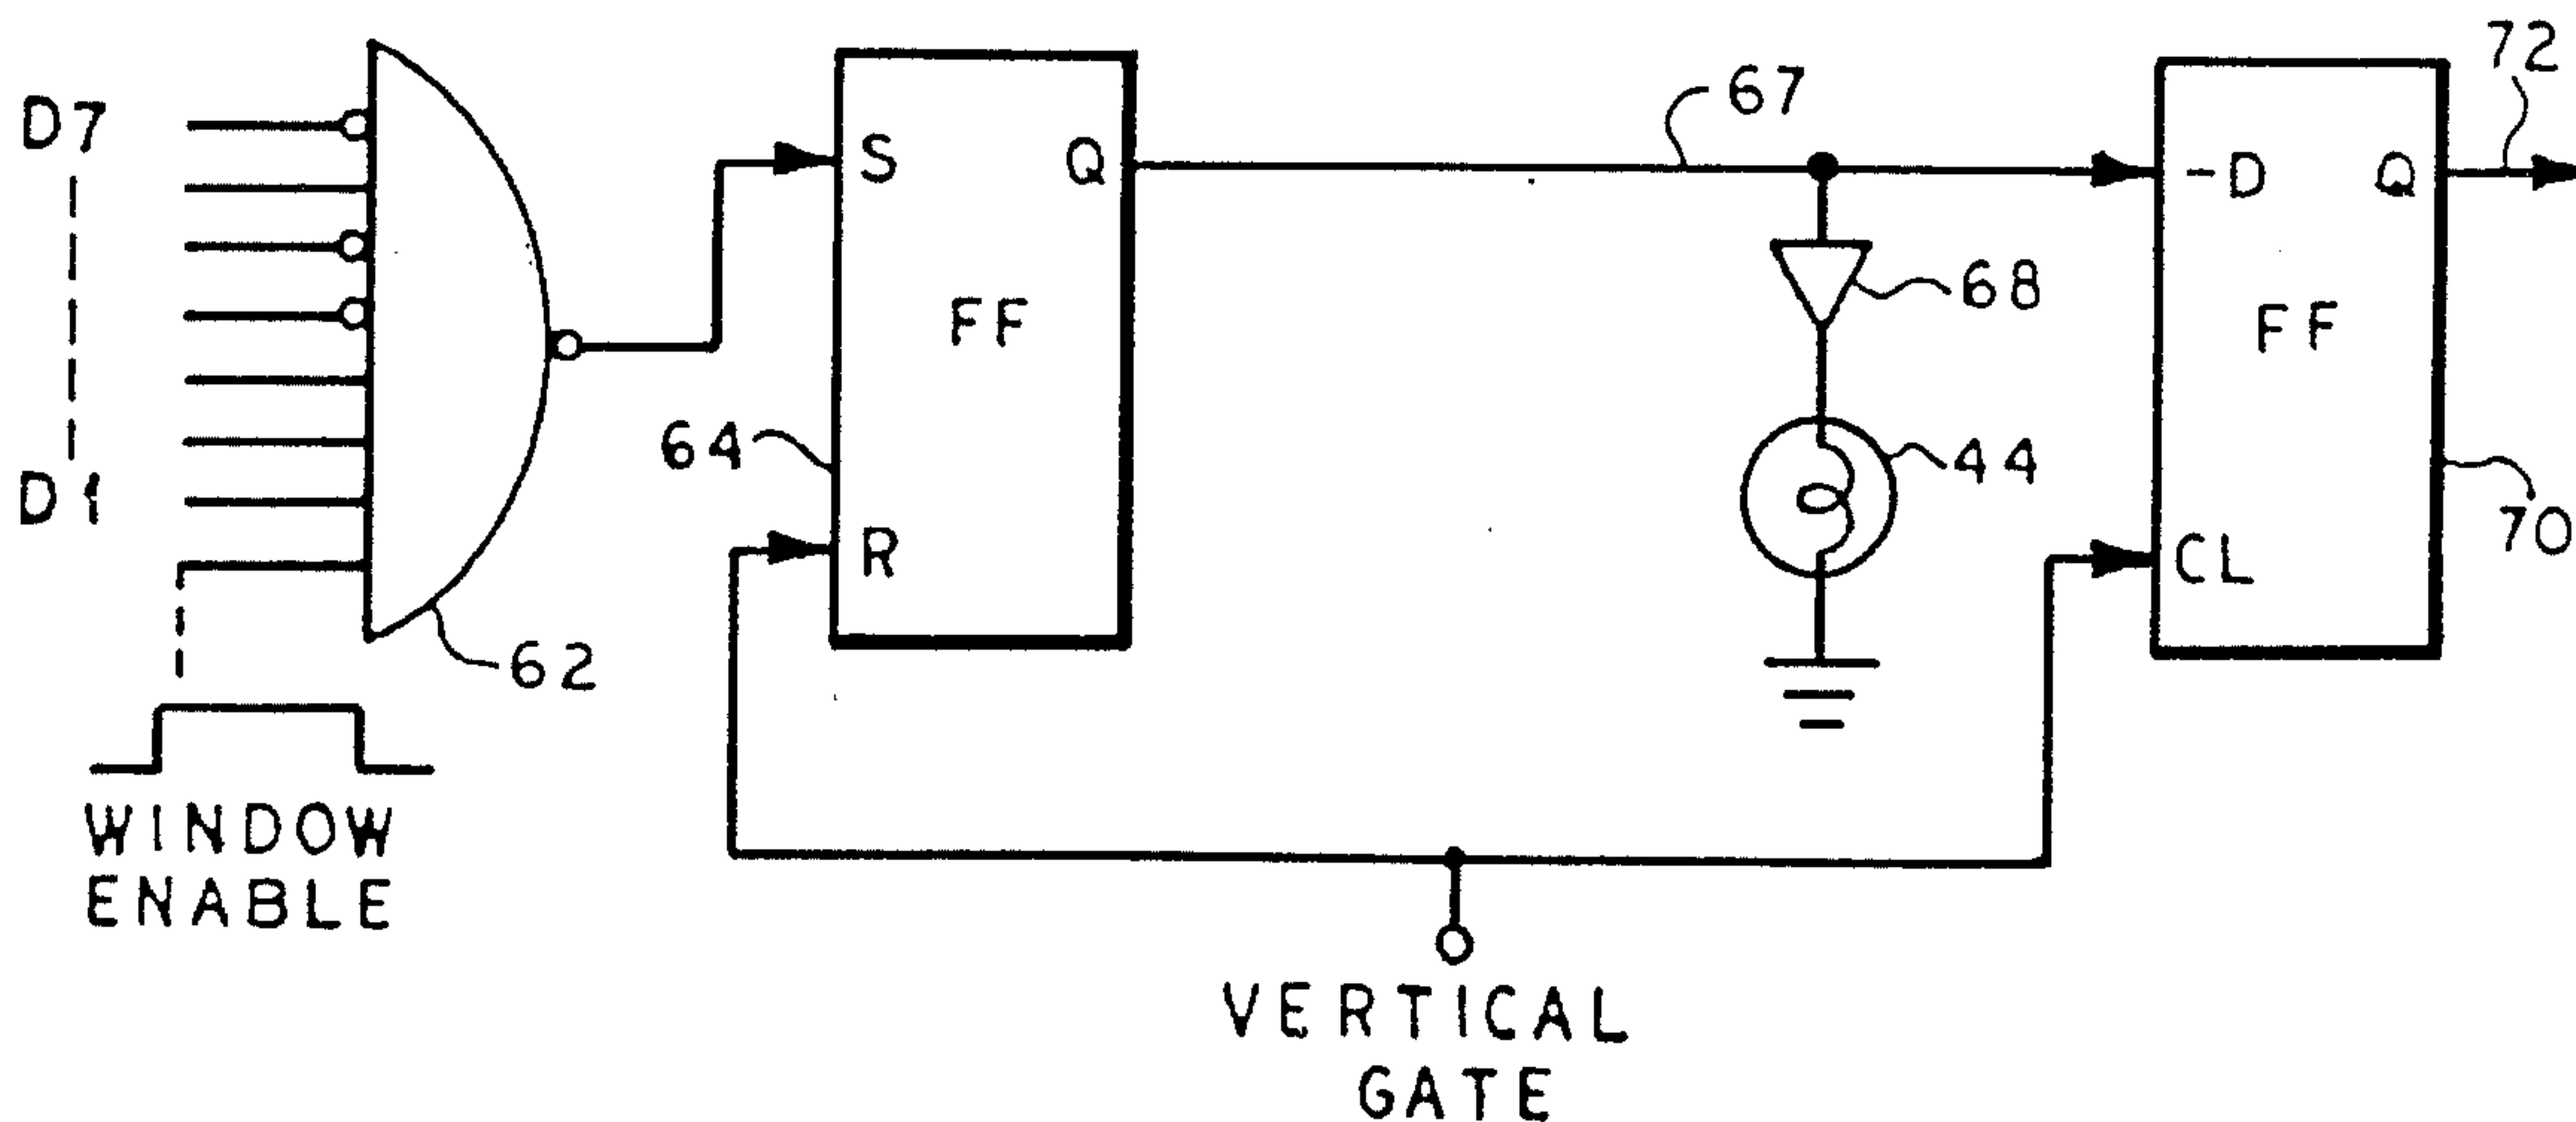 D7
D1
62
WINDOW
ENABLE
64
S
Q
FF
R
67
68
44
-D
Q
FF
CL
72
70
VERTICAL
GATE